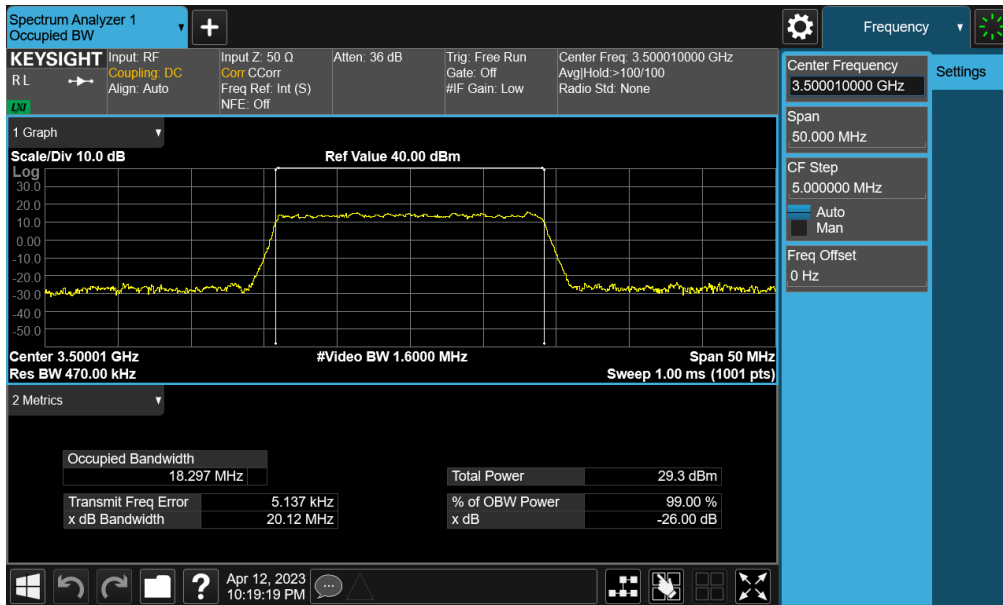 Spectrum Analyzer 1
Occupied BW
+
Frequency
KEYSIGHT
R L
LXI
Input: RF
Coupling: DC
Align: Auto
Input Z: 50 Ω
Corr CCorr
Freq Ref: Int (S)
NFE: Off
Atten: 36 dB
Trig: Free Run
Gate: Off
#IF Gain: Low
Center Freq: 3.500010000 GHz
Avg|Hold:>100/100
Radio Std: None
Center Frequency
3.500010000 GHz
Settings
Span
50.000 MHz
CF Step
5.000000 MHz
Auto
Man
Freq Offset
0 Hz
1 Graph
Scale/Div 10.0 dB
Ref Value 40.00 dBm
Log
30.0
20.0
10.0
0.00
-10.0
-20.0
-30.0
-40.0
-50.0
Center 3.50001 GHz
#Video BW 1.6000 MHz
Span 50 MHz
Res BW 470.00 kHz
Sweep 1.00 ms (1001 pts)
2 Metrics
Occupied Bandwidth
18.297 MHz
Total Power 29.3 dBm
Transmit Freq Error 5.137 kHz
% of OBW Power 99.00 %
x dB Bandwidth 20.12 MHz
x dB -26.00 dB
?
Apr 12, 2023
10:19:19 PM